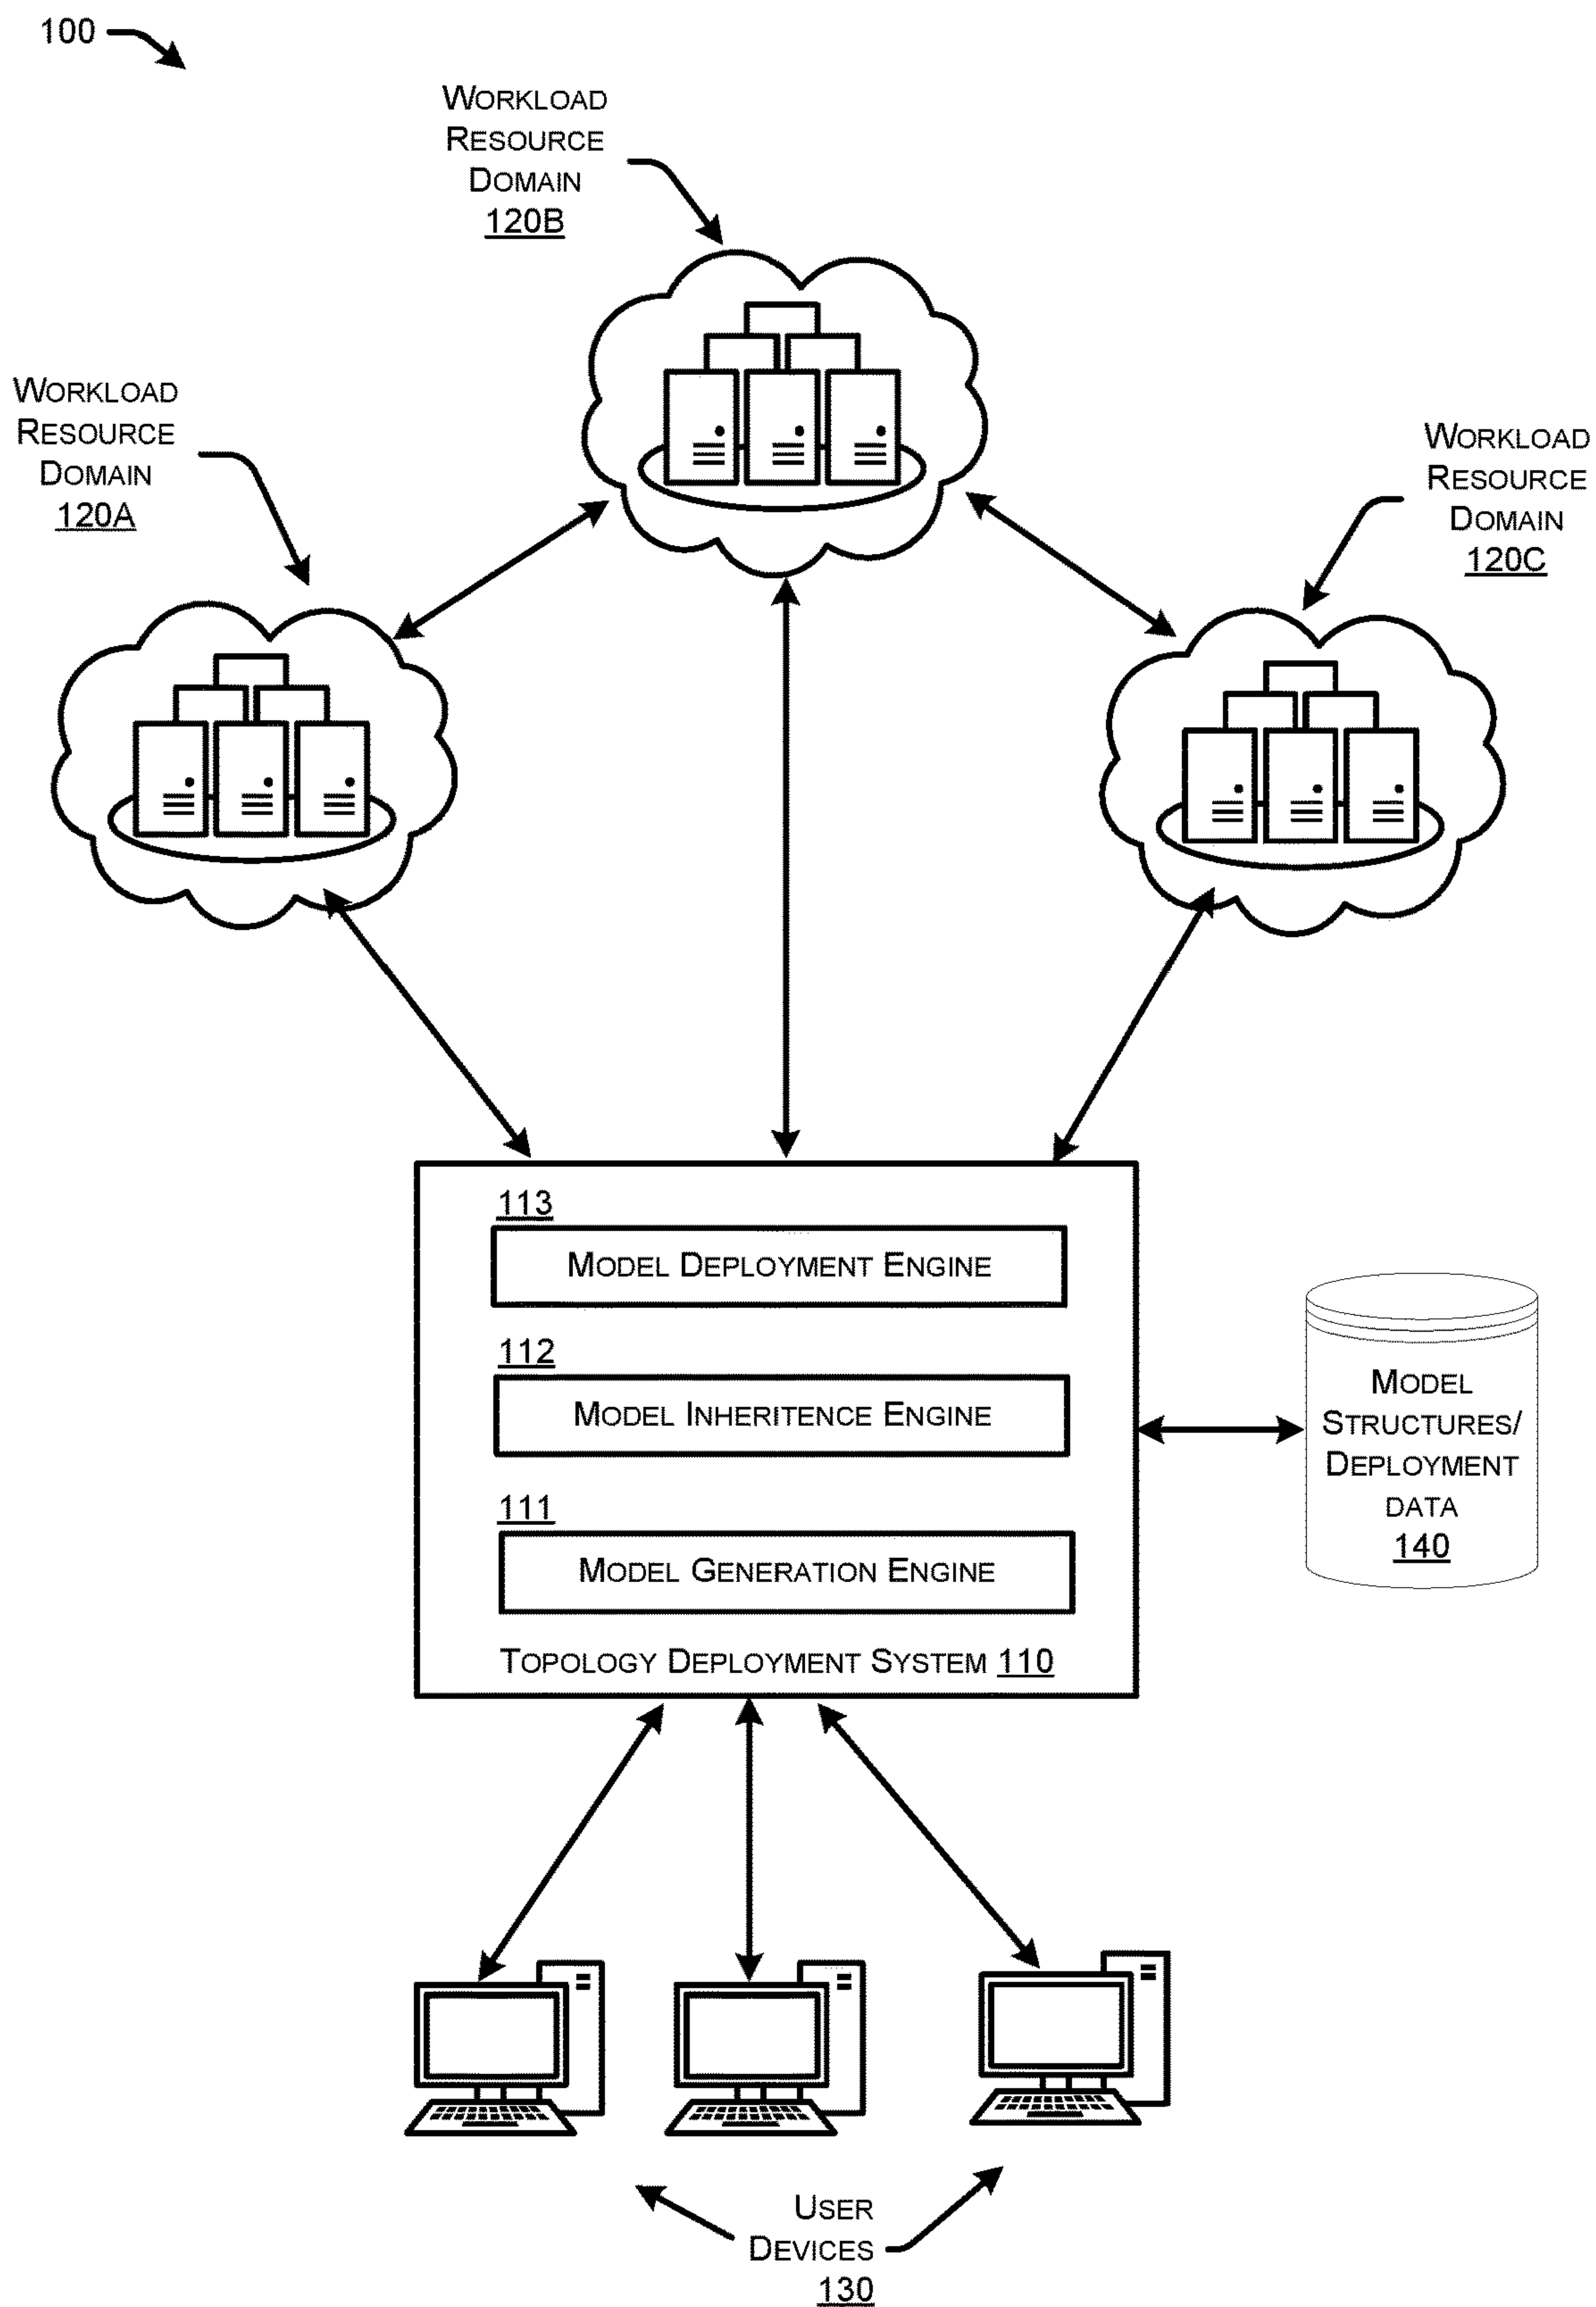 100
WORKLOAD
RESOURCE
DOMAIN
120B
WORKLOAD
RESOURCE
DOMAIN
120A
WORKLOAD
RESOURCE
DOMAIN
120C
113
MODEL DEPLOYMENT ENGINE
112
MODEL INHERITENCE ENGINE
111
MODEL GENERATION ENGINE
TOPOLOGY DEPLOYMENT SYSTEM 110
MODEL
STRUCTURES/
DEPLOYMENT
DATA
140
USER
DEVICES
130